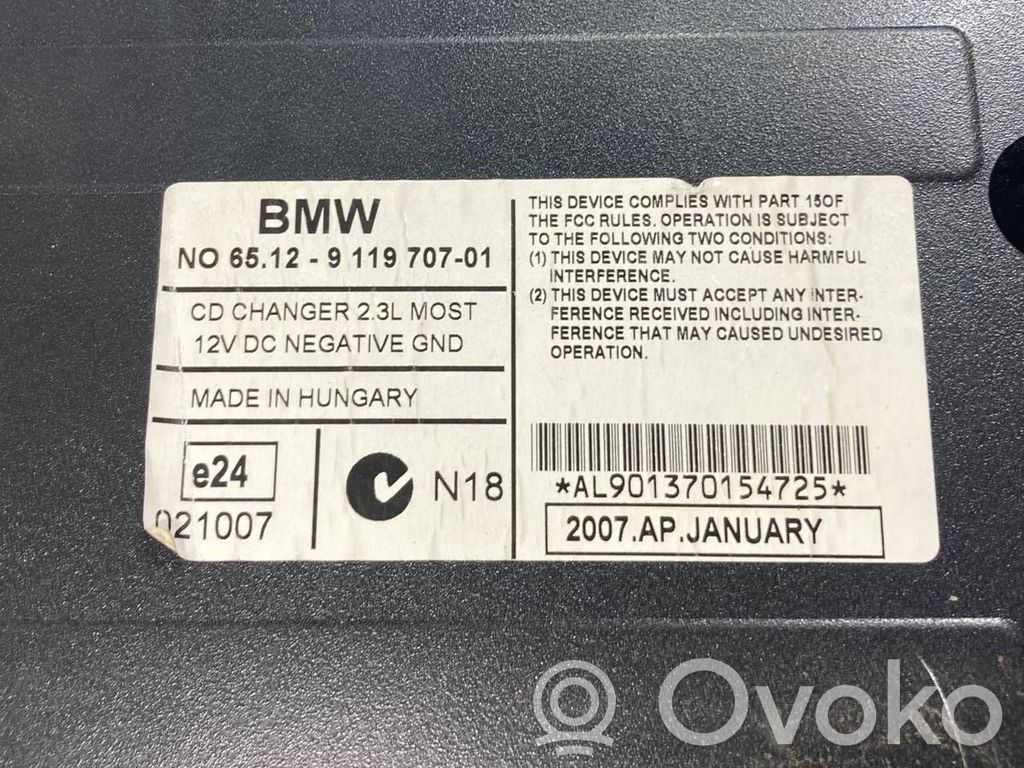 BMW
NO 65.12 - 9 119 707-01
CD CHANGER 2.3L MOST
12V DC NEGATIVE GND
MADE IN HUNGARY
e24
021007
N18
THIS DEVICE COMPLIES WITH PART 15OF
THE FCC RULES. OPERATION IS SUBJECT
TO THE FOLLOWING TWO CONDITIONS:
(1) THIS DEVICE MAY NOT CAUSE HARMFUL
INTERFERENCE.
(2) THIS DEVICE MUST ACCEPT ANY INTER-
FERENCE RECEIVED INCLUDING INTER-
FERENCE THAT MAY CAUSED UNDESIRED
OPERATION.
*AL901370154725*
2007.AP.JANUARY
Ovoko